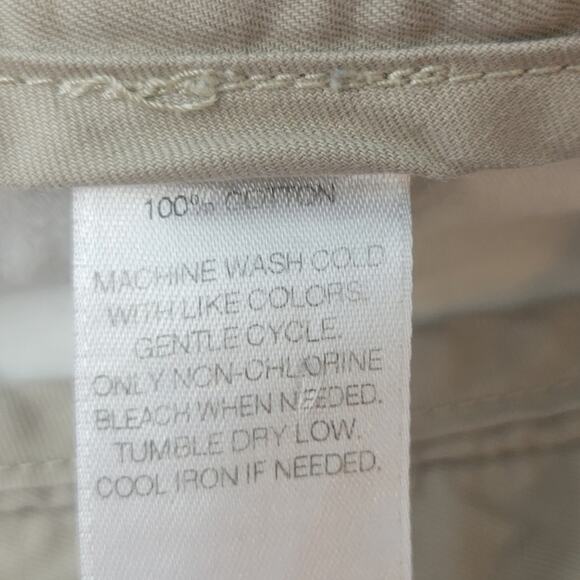 100% COTTON
MACHINE WASH COLD
WITH LIKE COLORS.
GENTLE CYCLE.
ONLY NON-CHLORINE
BLEACH WHEN NEEDED.
TUMBLE DRY LOW.
COOL IRON IF NEEDED.